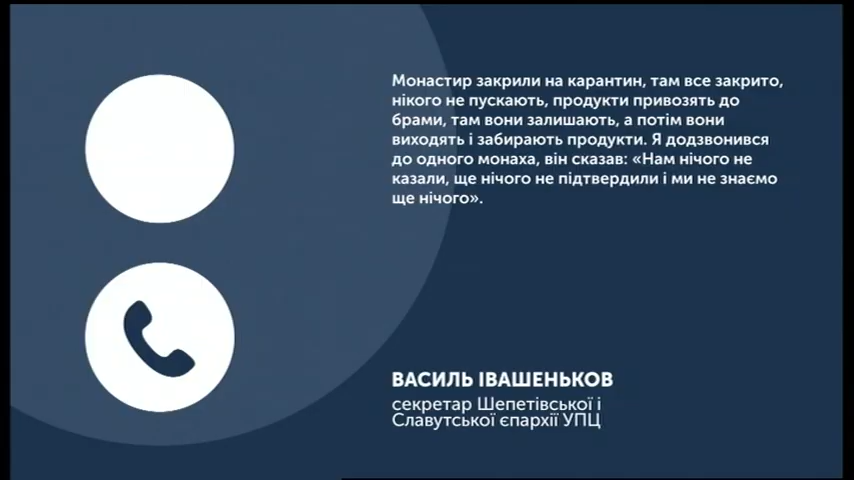 Монастир закрили на карантин, там все закрито,
нікого не пускають, продукти привозять до
брами, там вони залишають, а потім вони
виходять і забирають продукти. Я додзвонився
до одного монаха, він сказав: «Нам нічого не
казали, ще нічого не підтвердили і ми не знаємо
ще нічого».
ВАСИЛЬ ІВАШЕНЬКОВ
секретар Шепетівської і
Славутської єпархії УПЦ